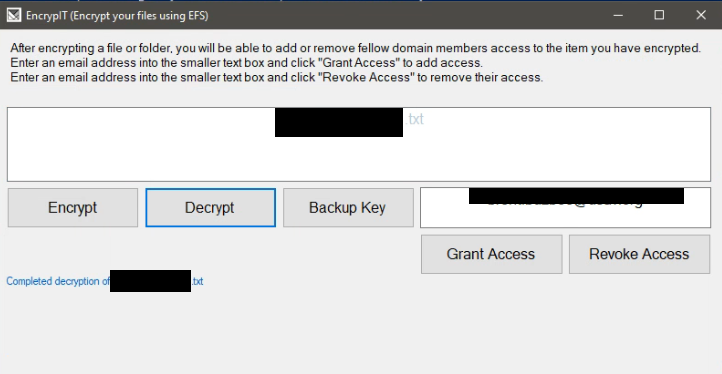 EncrypIT (Encrypt your files using EFS)
After encrypting a file or folder, you will be able to add or remove fellow domain members access to the item you have encrypted.
Enter an email address into the smaller text box and click "Grant Access" to add access.
Enter an email address into the smaller text box and click "Revoke Access" to remove their access.
.txt
Encrypt
Decrypt
Backup Key
Grant Access
Revoke Access
Completed decryption of .txt